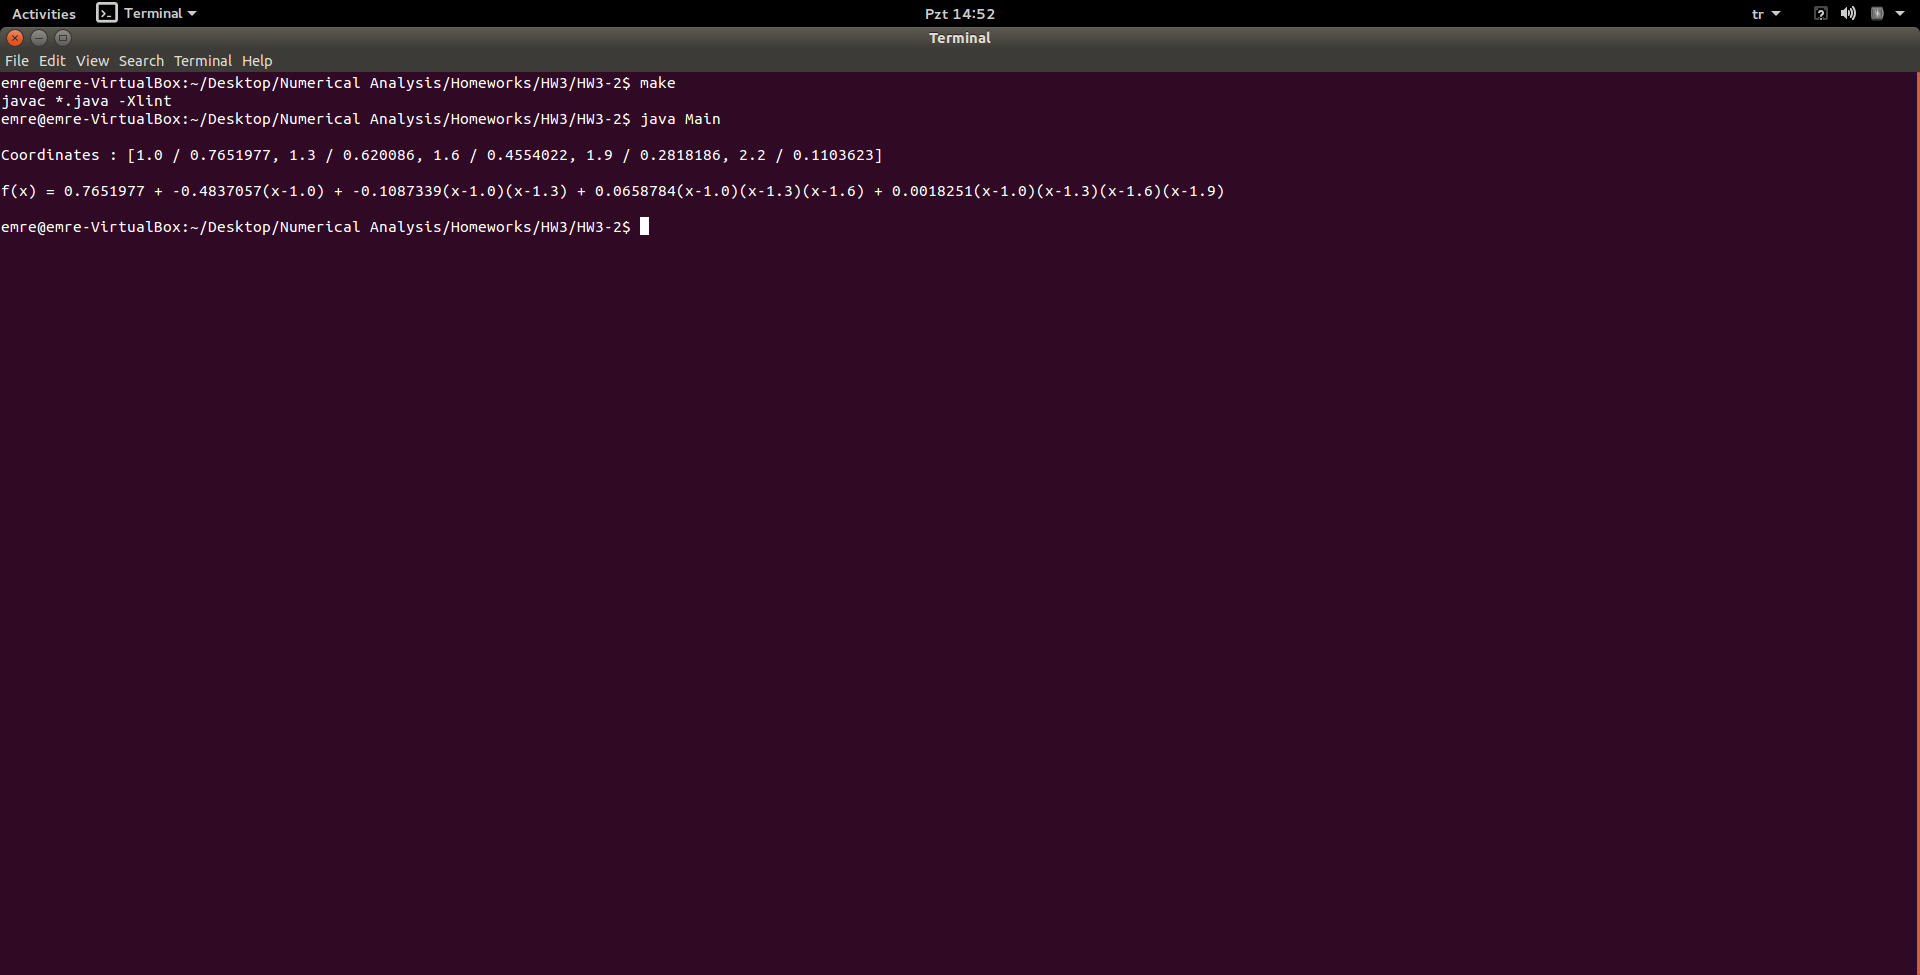 Activities Terminal Pzt 14:52 tr
Terminal
File Edit View Search Terminal Help
emre@emre-VirtualBox:~/Desktop/Numerical Analysis/Homeworks/HW3/HW3-2$ make
javac *.java -Xlint
emre@emre-VirtualBox:~/Desktop/Numerical Analysis/Homeworks/HW3/HW3-2$ java Main
Coordinates : [1.0 / 0.7651977, 1.3 / 0.620086, 1.6 / 0.4554022, 1.9 / 0.2818186, 2.2 / 0.1103623]
f(x) = 0.7651977 + -0.4837057(x-1.0) + -0.1087339(x-1.0)(x-1.3) + 0.0658784(x-1.0)(x-1.3)(x-1.6) + 0.0018251(x-1.0)(x-1.3)(x-1.6)(x-1.9)
emre@emre-VirtualBox:~/Desktop/Numerical Analysis/Homeworks/HW3/HW3-2$